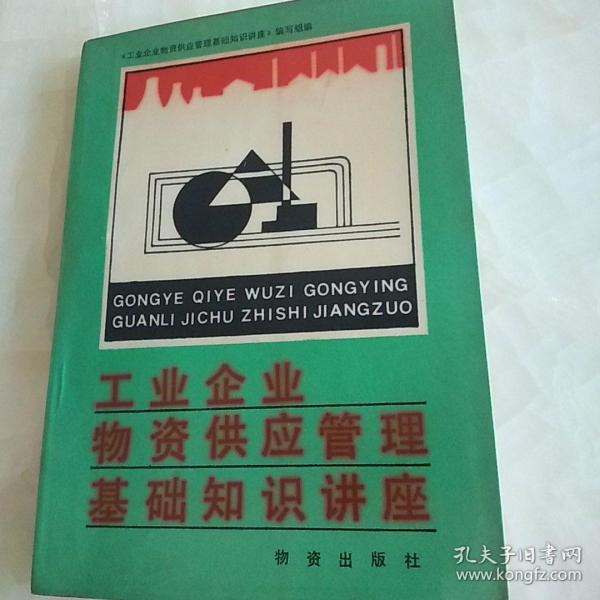 《工业企业物资供应管理基础知识讲座》编写组编
GONGYE QIYE WUZI GONGYING
GUANLI JICHU ZHISHI JIANGZUO
工业企业
物资供应管理
基础知识讲座
物资出版社
孔夫子旧书网
www.kongfz.com